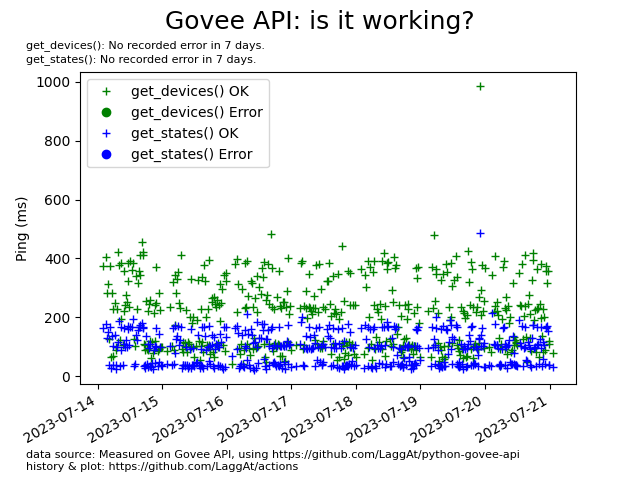 Govee API: is it working?
get_devices(): No recorded error in 7 days.
get_states(): No recorded error in 7 days.
get_devices() OK
get_devices() Error
get_states() OK
get_states() Error
Ping (ms)
1000
800
600
400
200
0
2023-07-14
2023-07-15
2023-07-16
2023-07-17
2023-07-18
2023-07-19
2023-07-20
2023-07-21
data source: Measured on Govee API, using https://github.com/LaggAt/python-govee-api
history & plot: https://github.com/LaggAt/actions